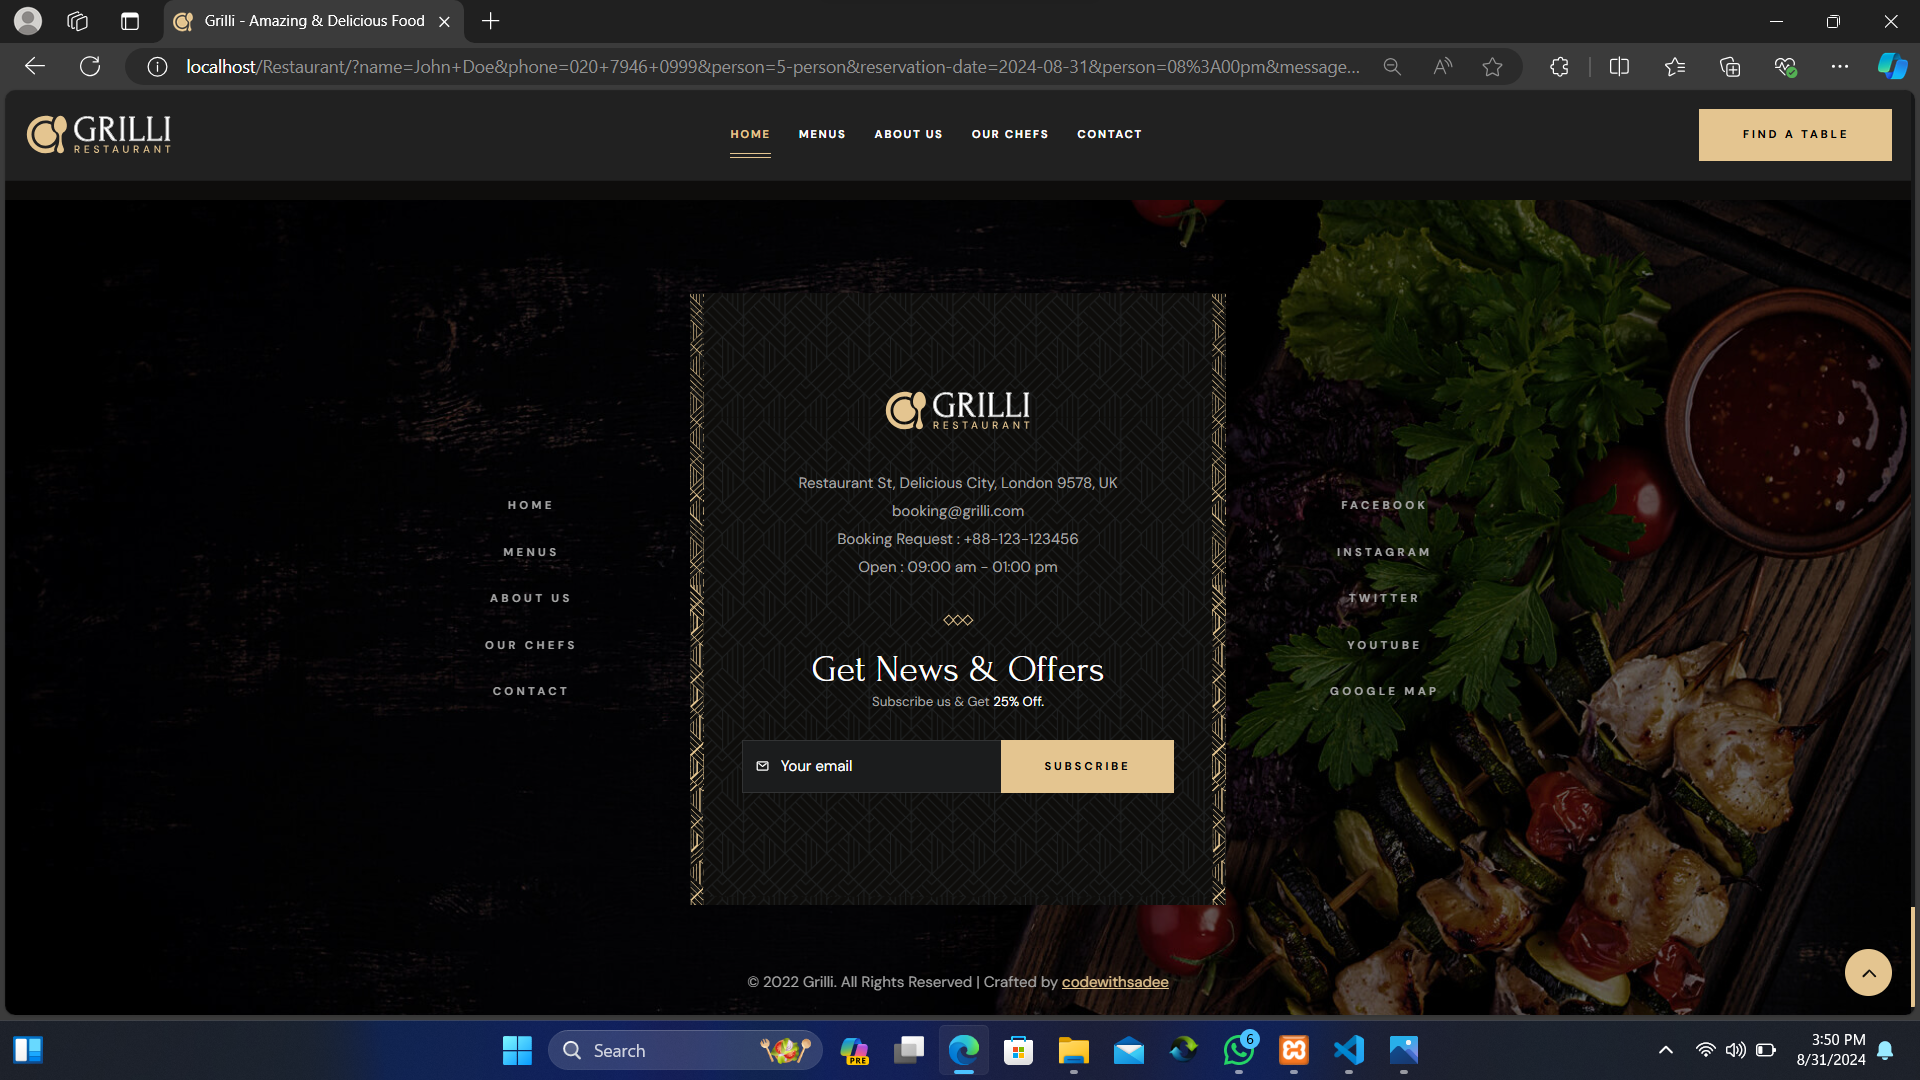 Grilli - Amazing & Delicious Food
localhost/Restaurant/?name=John+Doe&phone=020+7946+0999&person=5-person&reservation-date=2024-08-31&person=08%3A00pm&message...
GRILLI
RESTAURANT
HOME
MENUS
ABOUT US
OUR CHEFS
CONTACT
FIND A TABLE
HOME
MENUS
ABOUT US
OUR CHEFS
CONTACT
GRILLI
RESTAURANT
Restaurant St, Delicious City, London 9578, UK
booking@grilli.com
Booking Request : +88-123-123456
Open : 09:00 am - 01:00 pm
Get News & Offers
Subscribe us & Get 25% Off.
Your email
SUBSCRIBE
FACEBOOK
INSTAGRAM
TWITTER
YOUTUBE
GOOGLE MAP
© 2022 Grilli. All Rights Reserved | Crafted by codewithsadee
Search
PRE
6
3:50 PM
8/31/2024